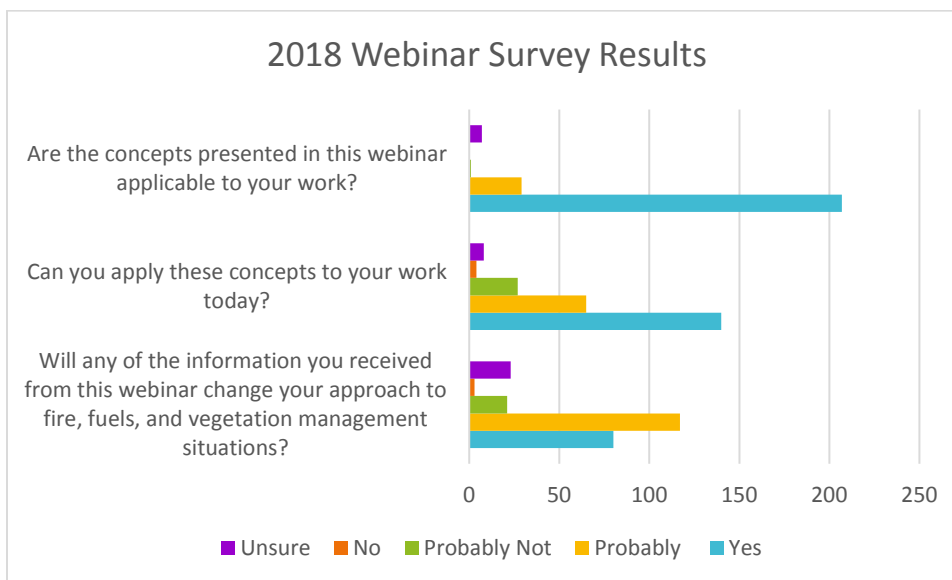 2018 Webinar Survey Results
Are the concepts presented in this webinar
applicable to your work?
Can you apply these concepts to your work
today?
Will any of the information you received
from this webinar change your approach to
fire, fuels, and vegetation management
situations?
0 50 100 150 200 250
Unsure No Probably Not Probably Yes